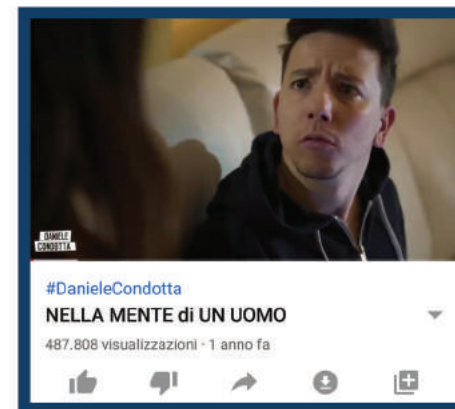 DANIELE
CONDOTTA
#DanieleCondotta
NELLA MENTE di UN UOMO
487.808 visualizzazioni · 1 anno fa